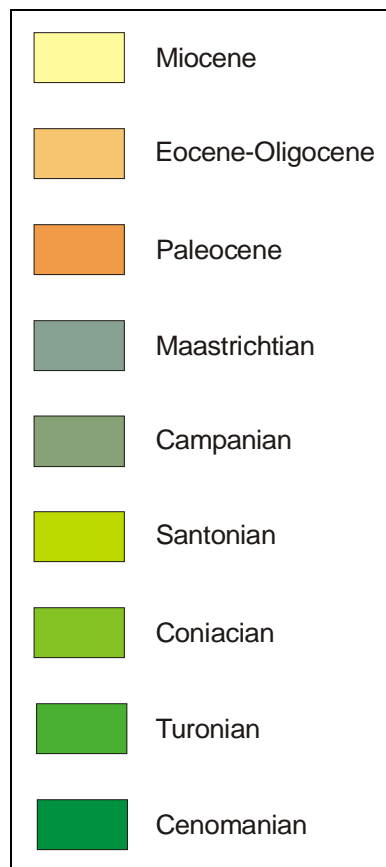 Miocene
Eocene-Oligocene
Paleocene
Maastrichtian
Campanian
Santonian
Coniacian
Turonian
Cenomanian